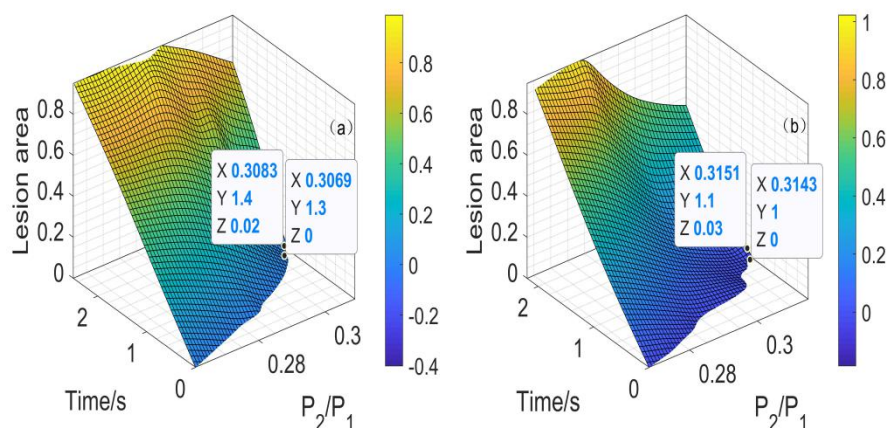 Lesion area
0.8
0.6
0.4
0.2
0
2
1
0
Time/s
0.28
0.3
P2/P1
(a)
X 0.3083
Y 1.4
Z 0.02
X 0.3069
Y 1.3
Z 0
0.8
0.6
0.4
0.2
0
-0.2
-0.4
Lesion area
0.8
0.6
0.4
0.2
0
2
1
0
Time/s
0.28
0.3
P2/P1
(b)
X 0.3151
Y 1.1
Z 0.03
X 0.3143
Y 1
Z 0
1
0.8
0.6
0.4
0.2
0